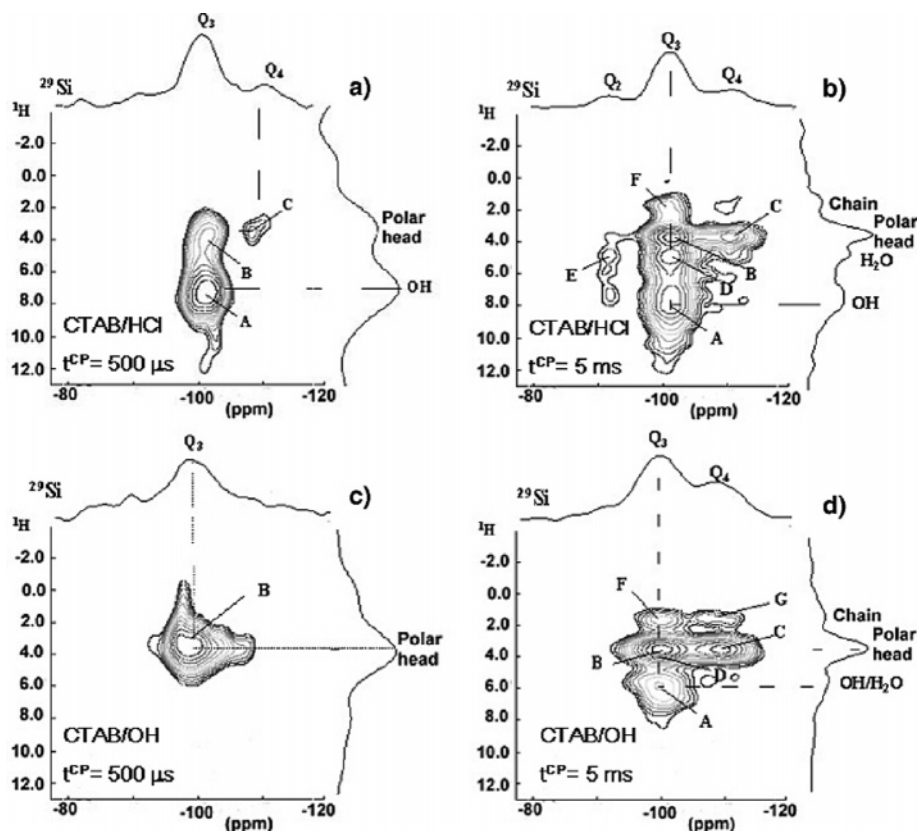 Q3
Q4
a)
29Si
1H
-2.0
0.0
2.0
4.0
6.0
8.0
10.0
12.0
C
B
A
Polar
head
OH
CTAB/HCl
tCP= 500 µs
-80
-100
-120
(ppm)
Q3
Q2
Q4
b)
29Si
1H
-2.0
0.0
2.0
4.0
6.0
8.0
10.0
12.0
F
C
E
B
D
A
Chain
Polar
head
H2O
OH
CTAB/HCl
tCP= 5 ms
-80
-100
-120
(ppm)
Q3
c)
29Si
1H
-2.0
0.0
2.0
4.0
6.0
8.0
10.0
12.0
B
Polar
head
CTAB/OH
tCP= 500 µs
-80
-100
-120
(ppm)
Q3
Q4
d)
29Si
1H
-2.0
0.0
2.0
4.0
6.0
8.0
10.0
12.0
F
G
C
B
D
A
Chain
Polar
head
OH/H2O
CTAB/OH
tCP= 5 ms
-80
-100
-120
(ppm)